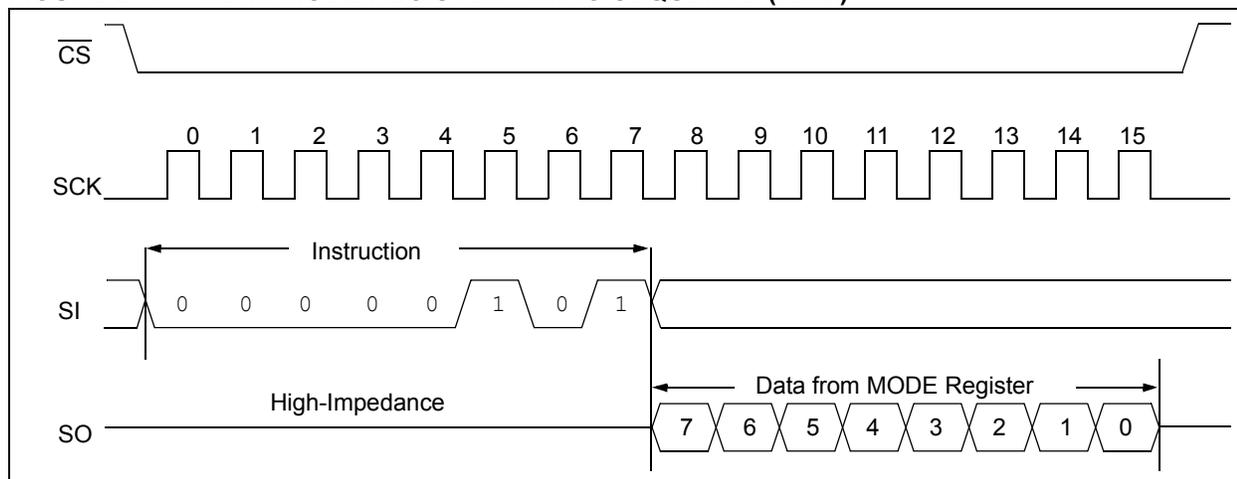 CS
0 1 2 3 4 5 6 7 8 9 10 11 12 13 14 15
SCK
Instruction
SI 0 0 0 0 0 1 0 1
Data from MODE Register
High-Impedance
SO 7 6 5 4 3 2 1 0